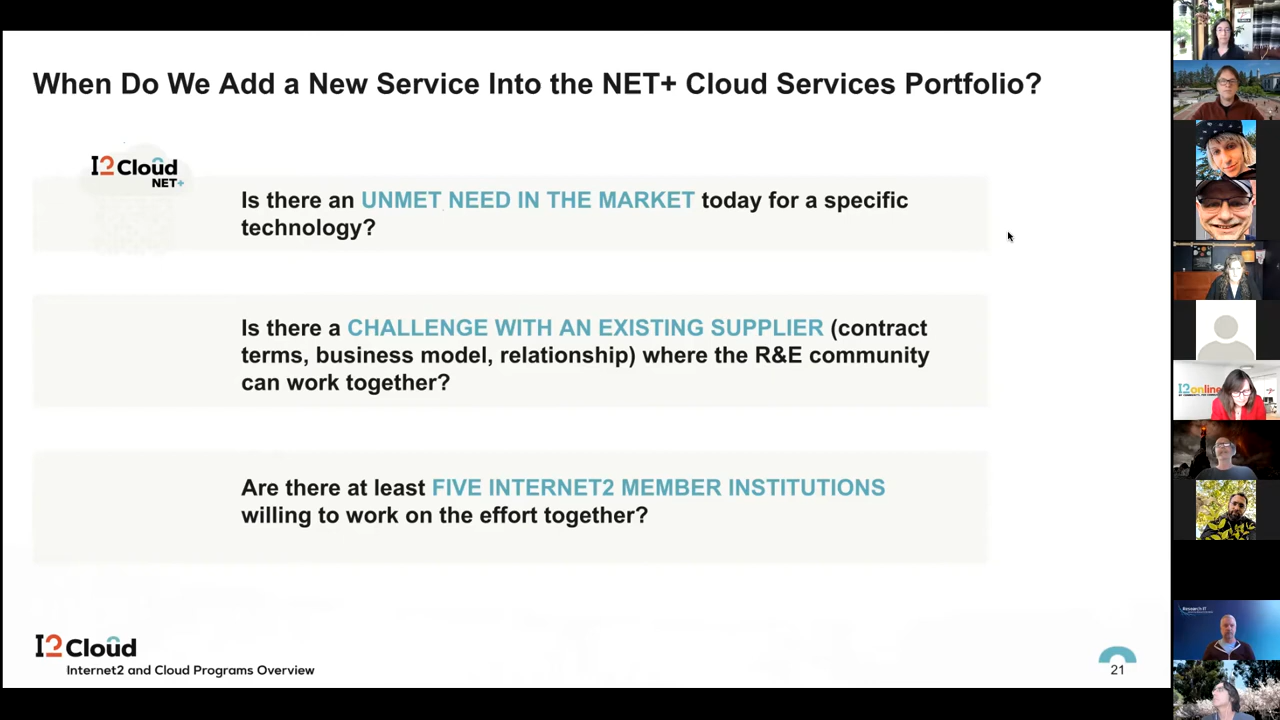 When Do We Add a New Service Into the NET+ Cloud Services Portfolio?
I2 Cloud
NET+
Is there an UNMET NEED IN THE MARKET today for a specific
technology?
Is there a CHALLENGE WITH AN EXISTING SUPPLIER (contract
terms, business model, relationship) where the R&E community
can work together?
Are there at least FIVE INTERNET2 MEMBER INSTITUTIONS
willing to work on the effort together?
I2 Cloud
Internet2 and Cloud Programs Overview
21
I2online
Research IT